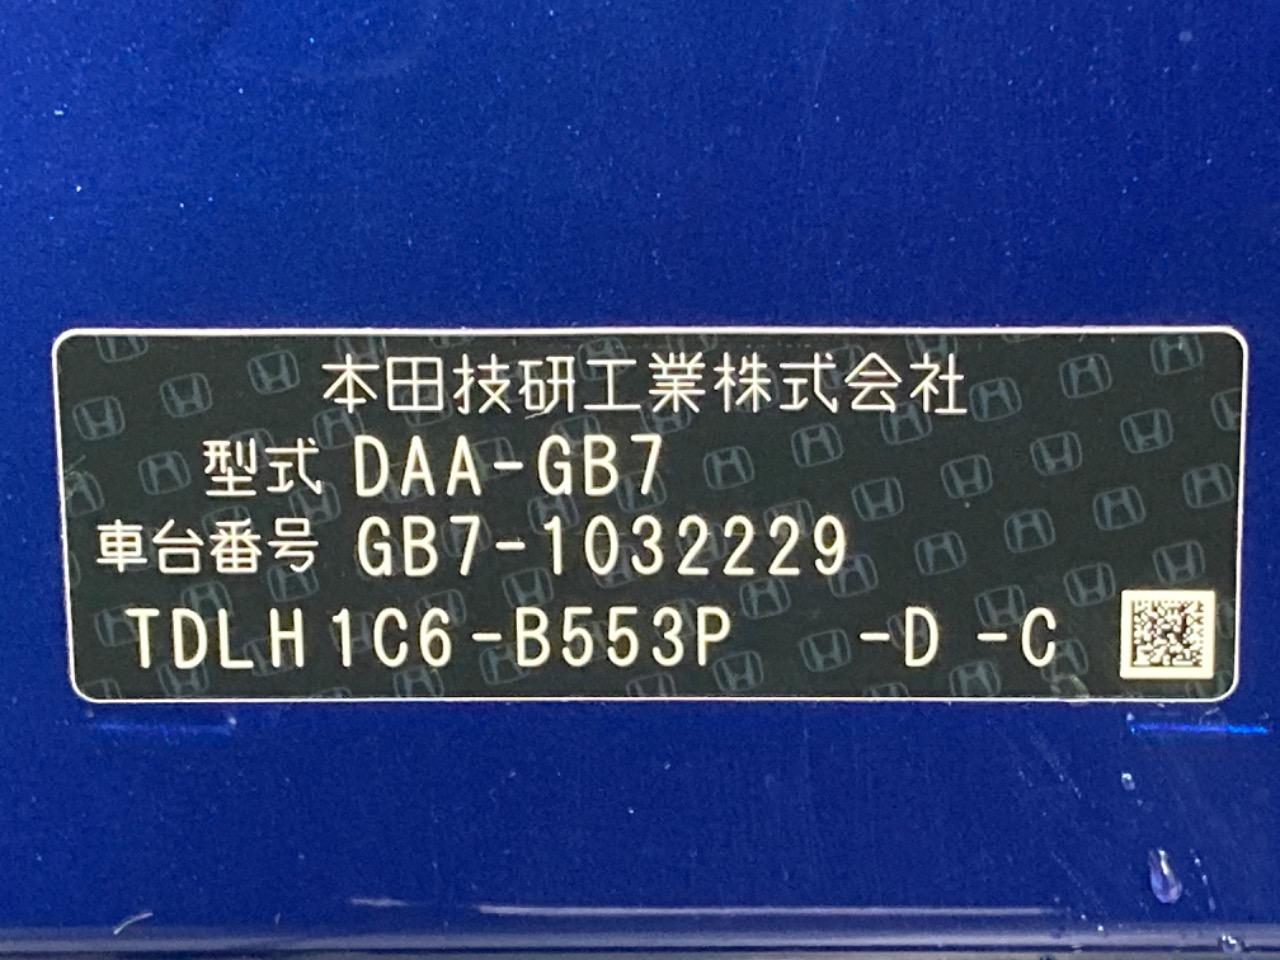 本田技研工業株式会社
型式 DAA-GB7
車台番号 GB7-1032229
TDLH1C6-B553P -D -C